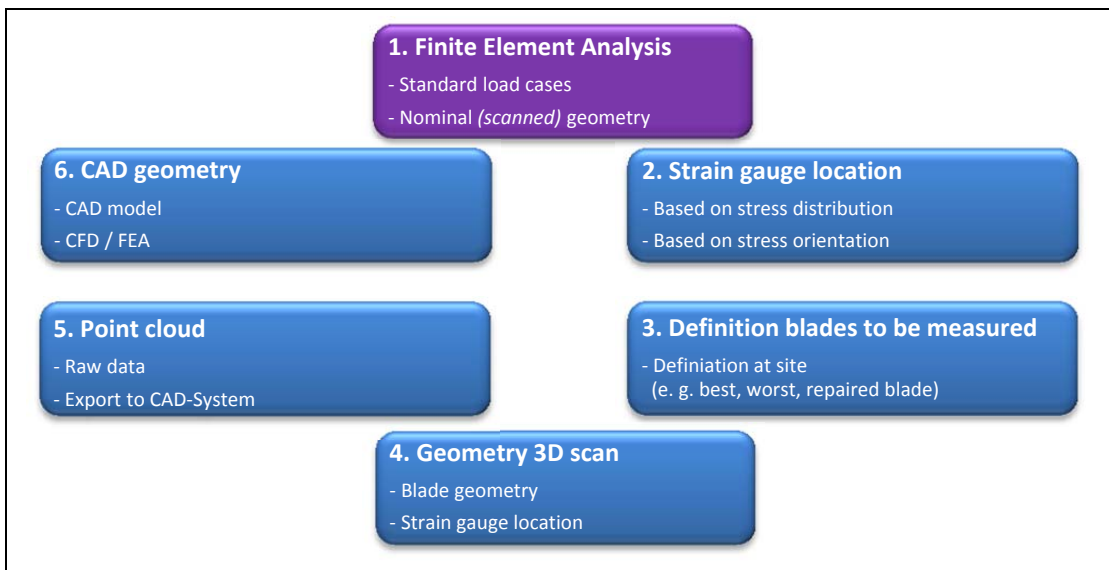 1. Finite Element Analysis
- Standard load cases
- Nominal (scanned) geometry
6. CAD geometry
- CAD model
- CFD / FEA
2. Strain gauge location
- Based on stress distribution
- Based on stress orientation
5. Point cloud
- Raw data
- Export to CAD-System
3. Definition blades to be measured
- Definiation at site
(e. g. best, worst, repaired blade)
4. Geometry 3D scan
- Blade geometry
- Strain gauge location